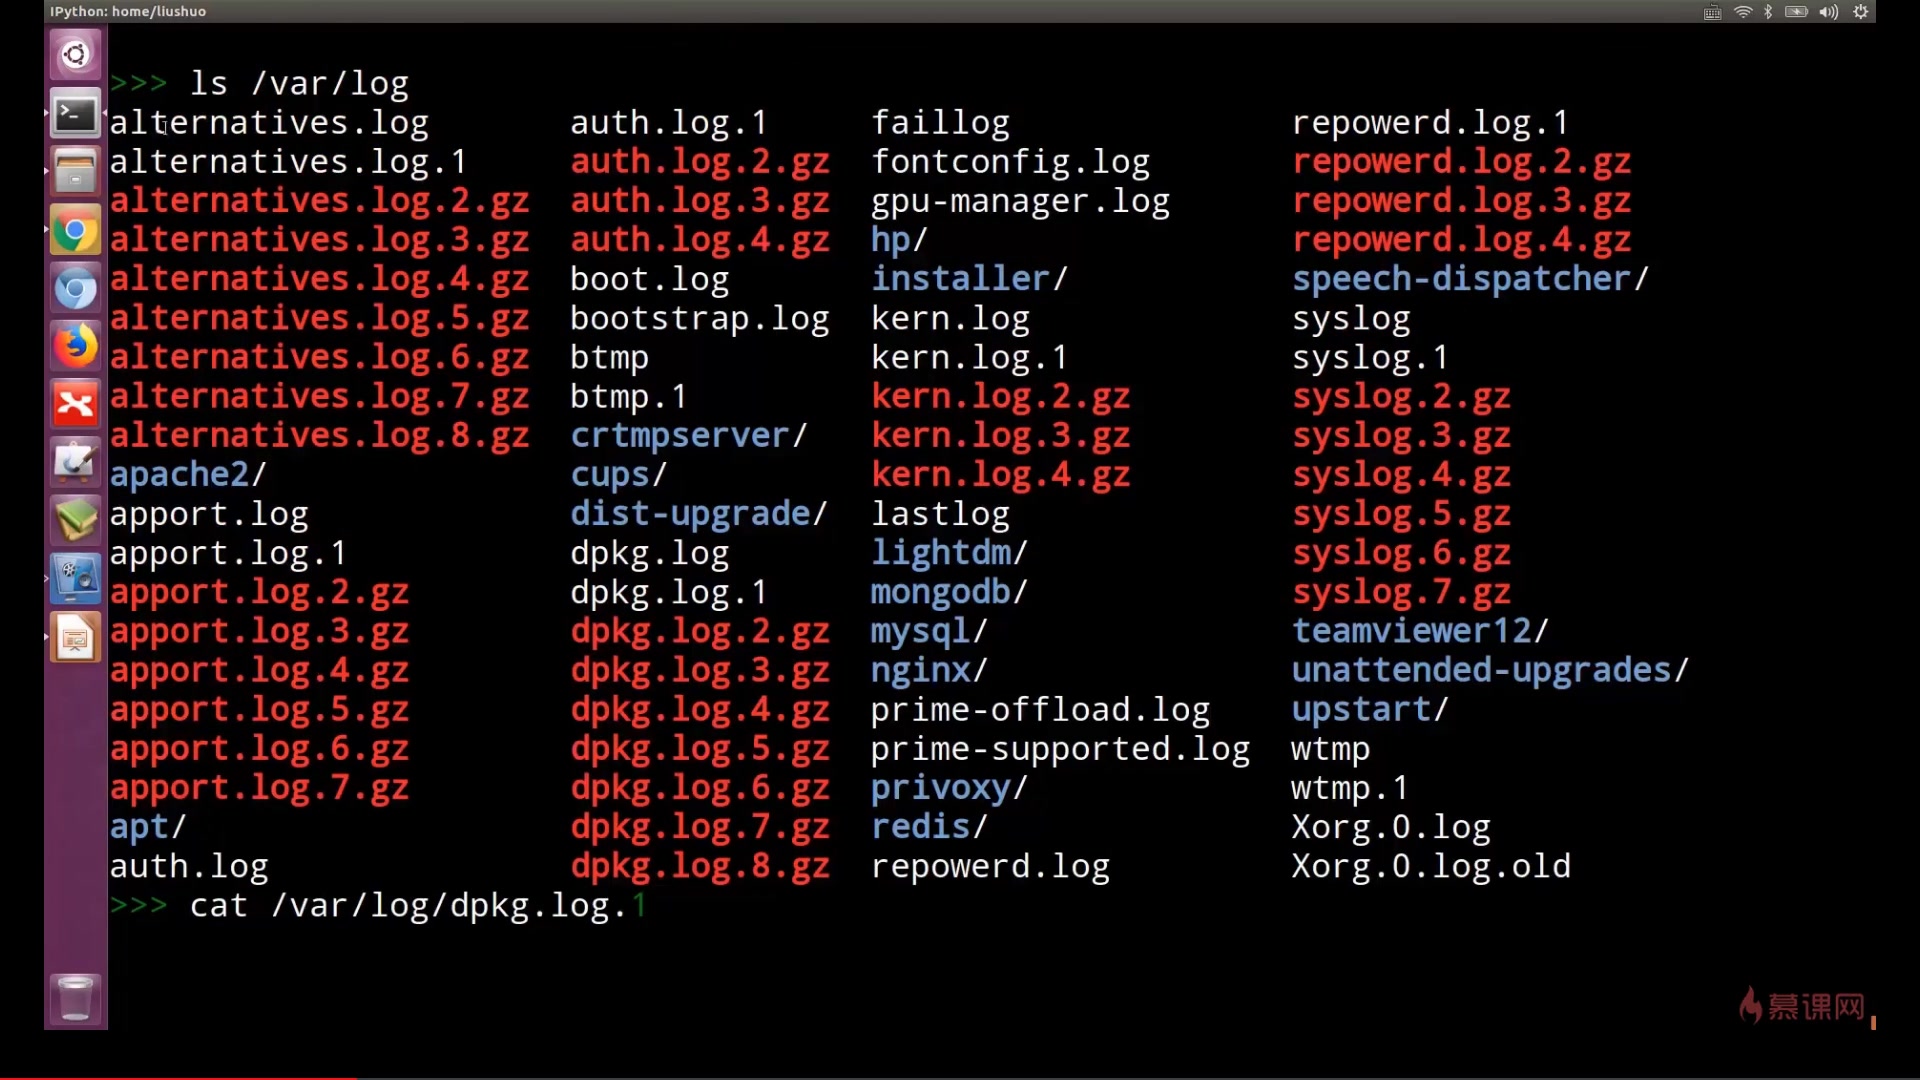 IPython: home/liushuo
>>> ls /var/log
alternatives.log auth.log.1 faillog repowerd.log.1
alternatives.log.1 auth.log.2.gz fontconfig.log repowerd.log.2.gz
alternatives.log.2.gz auth.log.3.gz gpu-manager.log repowerd.log.3.gz
alternatives.log.3.gz auth.log.4.gz hp/ repowerd.log.4.gz
alternatives.log.4.gz boot.log installer/ speech-dispatcher/
alternatives.log.5.gz bootstrap.log kern.log syslog
alternatives.log.6.gz btmp kern.log.1 syslog.1
alternatives.log.7.gz btmp.1 kern.log.2.gz syslog.2.gz
alternatives.log.8.gz crtmpserver/ kern.log.3.gz syslog.3.gz
apache2/ cups/ kern.log.4.gz syslog.4.gz
apport.log dist-upgrade/ lastlog syslog.5.gz
apport.log.1 dpkg.log lightdm/ syslog.6.gz
apport.log.2.gz dpkg.log.1 mongodb/ syslog.7.gz
apport.log.3.gz dpkg.log.2.gz mysql/ teamviewer12/
apport.log.4.gz dpkg.log.3.gz nginx/ unattended-upgrades/
apport.log.5.gz dpkg.log.4.gz prime-offload.log upstart/
apport.log.6.gz dpkg.log.5.gz prime-supported.log wtmp
apport.log.7.gz dpkg.log.6.gz privoxy/ wtmp.1
apt/ dpkg.log.7.gz redis/ Xorg.0.log
auth.log dpkg.log.8.gz repowerd.log Xorg.0.log.old
>>> cat /var/log/dpkg.log.1
慕课网